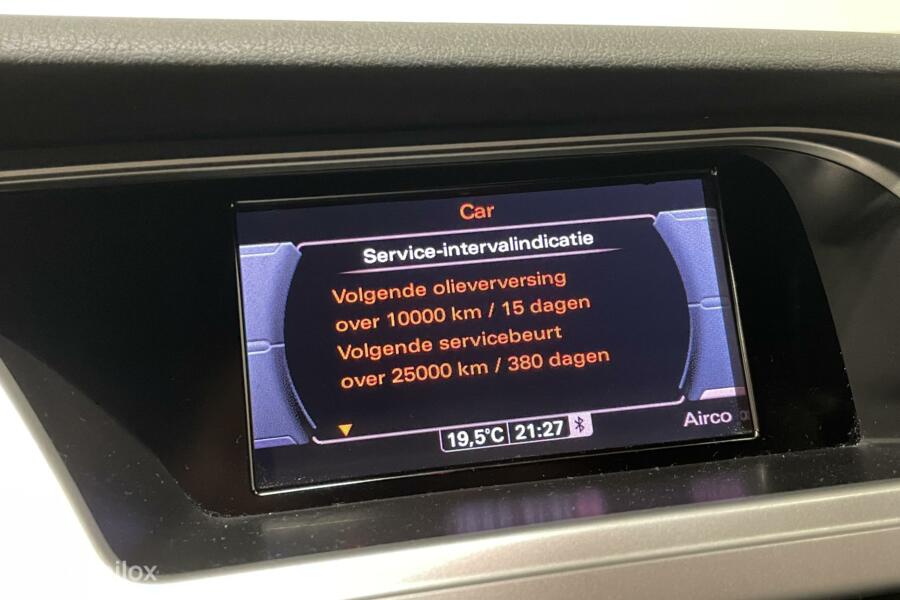 Car
Service-intervalindicatie
Volgende olieverversing
over 10000 km / 15 dagen
Volgende servicebeurt
over 25000 km / 380 dagen
Airco
19,5°C 21:27